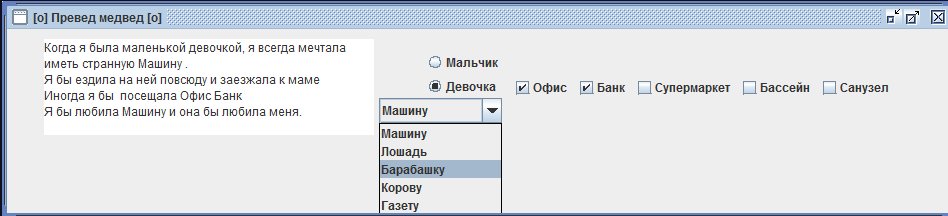 [o] Превед медвед [o]
Когда я была маленькой девочкой, я всегда мечтала
иметь странную Машину .
Я бы ездила на ней повсюду и заезжала к маме
Иногда я бы  посещала Офис Банк
Я бы любила Машину и она бы любила меня.
Мальчик
Девочка
Офис Банк Супермаркет Бассейн Санузел
Машину
Машину
Лошадь
Барабашку
Корову
Газету